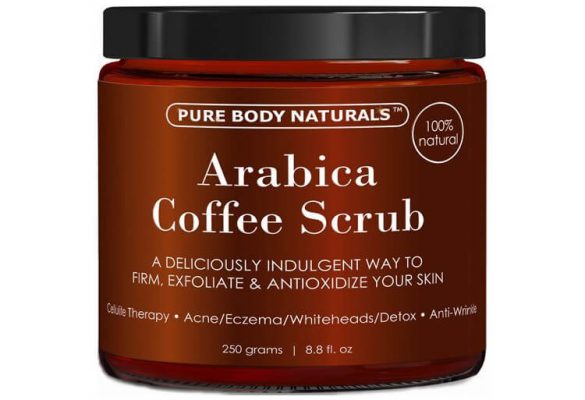 PURE BODY NATURALS™
100%
natural
Arabica
Coffee Scrub
A DELICIOUSLY INDULGENT WAY TO
FIRM, EXFOLIATE & ANTIOXIDIZE YOUR SKIN
Cellulite Therapy • Acne/Eczema/Whiteheads/Detox • Anti-Wrinkle
250 grams | 8.8 fl. oz